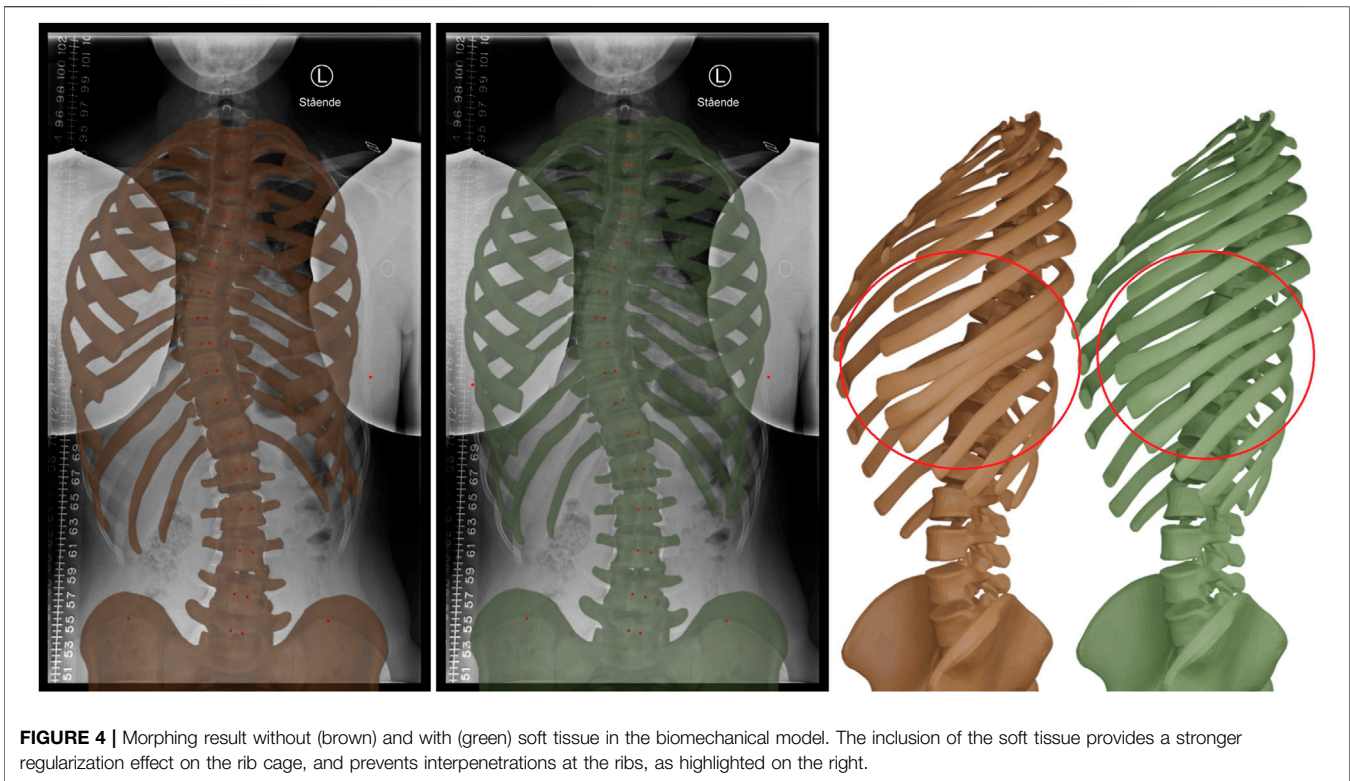 L
Stående
L
Stående
FIGURE 4 | Morphing result without (brown) and with (green) soft tissue in the biomechanical model. The inclusion of the soft tissue provides a stronger
regularization effect on the rib cage, and prevents interpenetrations at the ribs, as highlighted on the right.